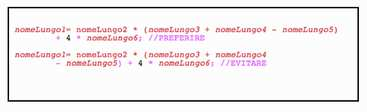 nomeLungo1= nomeLungo2 * (nomeLungo3 + nomeLungo4 - nomeLungo5)
+ 4 * nomeLungo6; //PREFERIRE
nomeLungo1= nomeLungo2 * (nomeLungo3 + nomeLungo4
- nomeLungo5) + 4 * nomeLungo6; //EVITARE